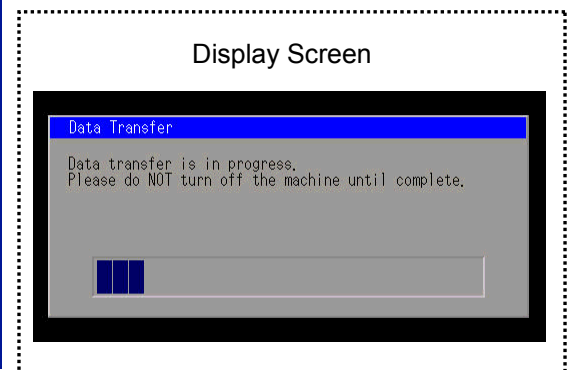 Display Screen
Data Transfer
Data transfer is in progress.
Please do NOT turn off the machine until complete.